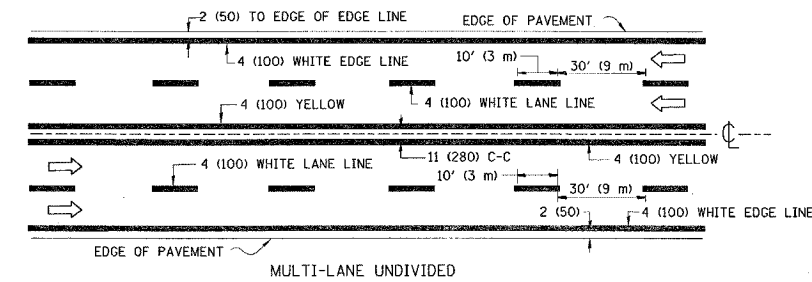 2 (50) TO EDGE OF EDGE LINE
EDGE OF PAVEMENT
4 (100) WHITE EDGE LINE
10' (3 m)
30' (9 m)
4 (100) YELLOW
4 (100) WHITE LANE LINE
℄
4 (100) WHITE LANE LINE
11 (280) C-C
4 (100) YELLOW
10' (3 m)
30' (9 m)
2 (50)
4 (100) WHITE EDGE LINE
EDGE OF PAVEMENT
MULTI-LANE UNDIVIDED